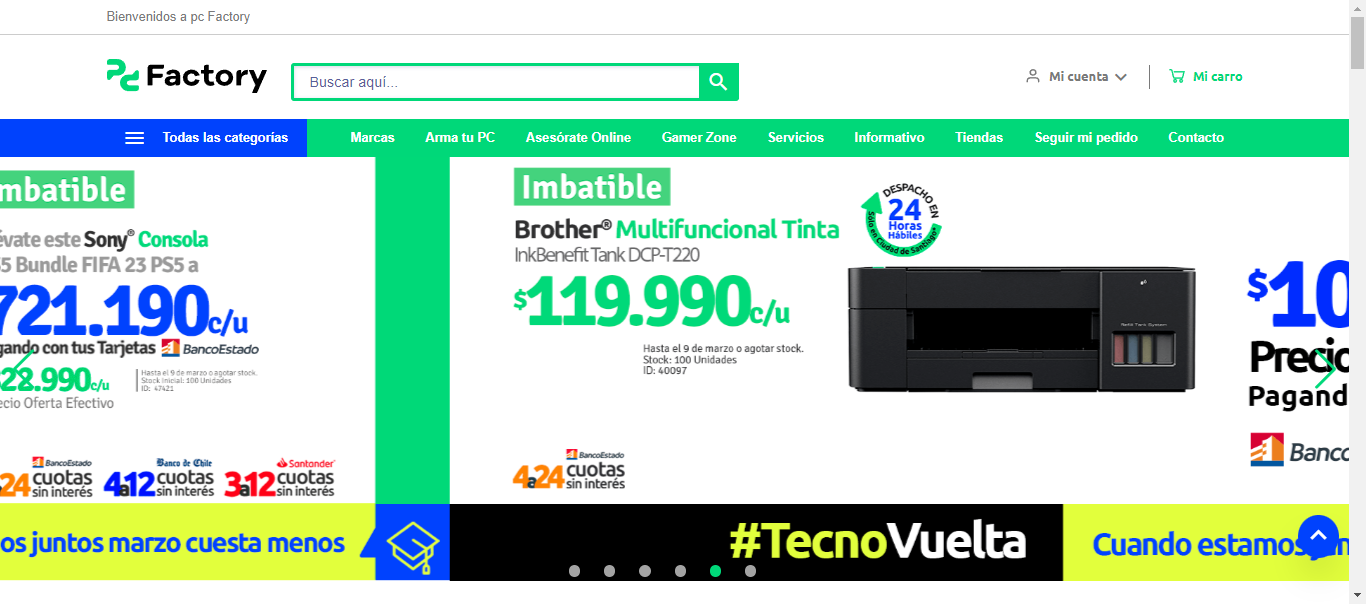 Bienvenidos a pc Factory
pc Factory
Buscar aquí...
Mi cuenta
Mi carro
Todas las categorías
Marcas
Arma tu PC
Asesórate Online
Gamer Zone
Servicios
Informativo
Tiendas
Seguir mi pedido
Contacto
mbatible
évate este Sony® Consola
5 Bundle FIFA 23 PS5 a
721.190c/u
gando con tus Tarjetas BancoEstado
28.990c/u
Hasta el 9 de marzo o agotar stock.
Stock Inicial: 100 Unidades
ID: 47421
ecio Oferta Efectivo
BancoEstado
24 cuotas
sin interés
Banco de Chile
4a12 cuotas
sin interés
Santander
3a12 cuotas
sin interés
Imbatible
Brother® Multifuncional Tinta
InkBenefit Tank DCP-T220
$119.990c/u
Hasta el 9 de marzo o agotar stock.
Stock: 100 Unidades
ID: 40097
DESPACHO EN
24
Horas
Hábiles
Sólo en Ciudad de Santiago*
Refill Tank System
BancoEstado
4a24 cuotas
sin interés
$10
Precio
Pagand
Banco
os juntos marzo cuesta menos
#TecnoVuelta
Cuando estamos